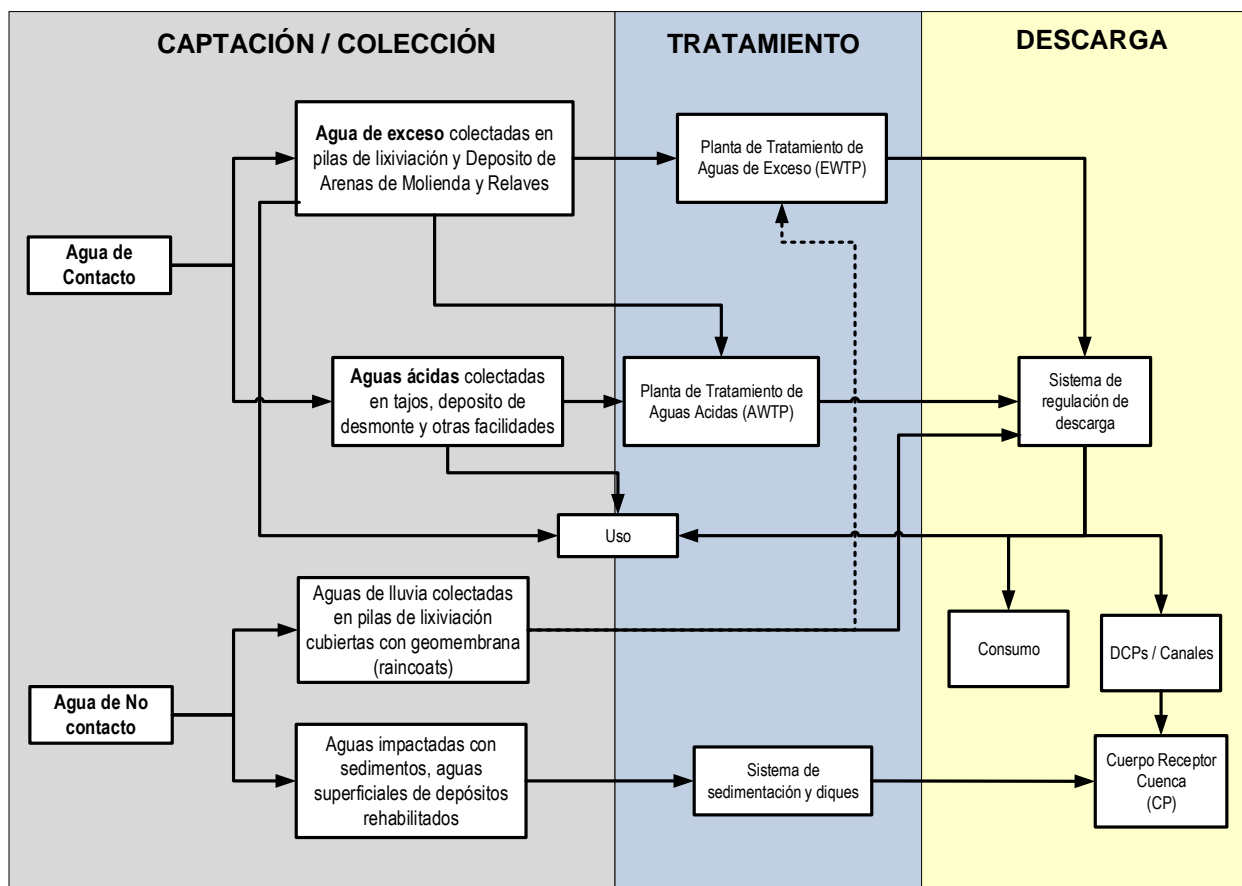 CAPTACIÓN / COLECCIÓN
TRATAMIENTO
DESCARGA
Agua de exceso colectadas en
pilas de lixiviación y Deposito de
Arenas de Molienda y Relaves
Planta de Tratamiento de
Aguas de Exceso (EWTP)
Agua de
Contacto
Aguas ácidas colectadas
en tajos, deposito de
desmonte y otras facilidades
Planta de Tratamiento de
Aguas Acidas (AWTP)
Sistema de
regulación de
descarga
Uso
Aguas de lluvia colectadas
en pilas de lixiviación
cubiertas con geomembrana
(raincoats)
Consumo
DCPs / Canales
Agua de No
contacto
Aguas impactadas con
sedimentos, aguas
superficiales de depósitos
rehabilitados
Sistema de
sedimentación y diques
Cuerpo Receptor
Cuenca
(CP)